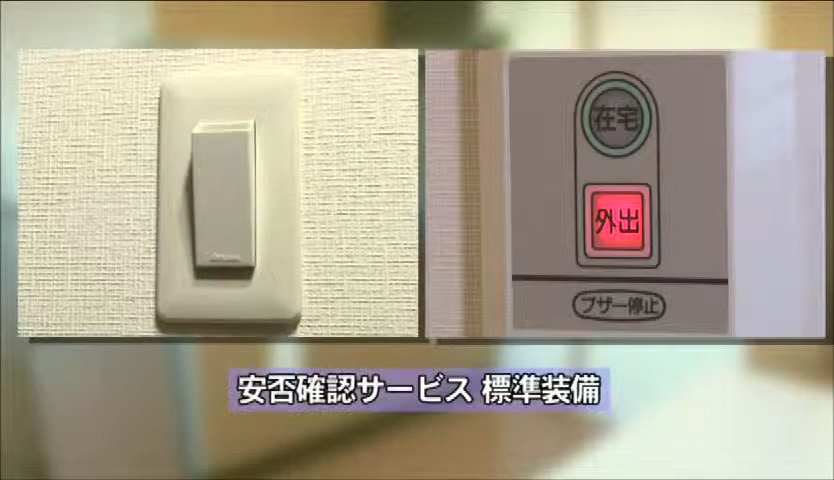 在宅
外出
ブザー停止
安否確認サービス 標準装備